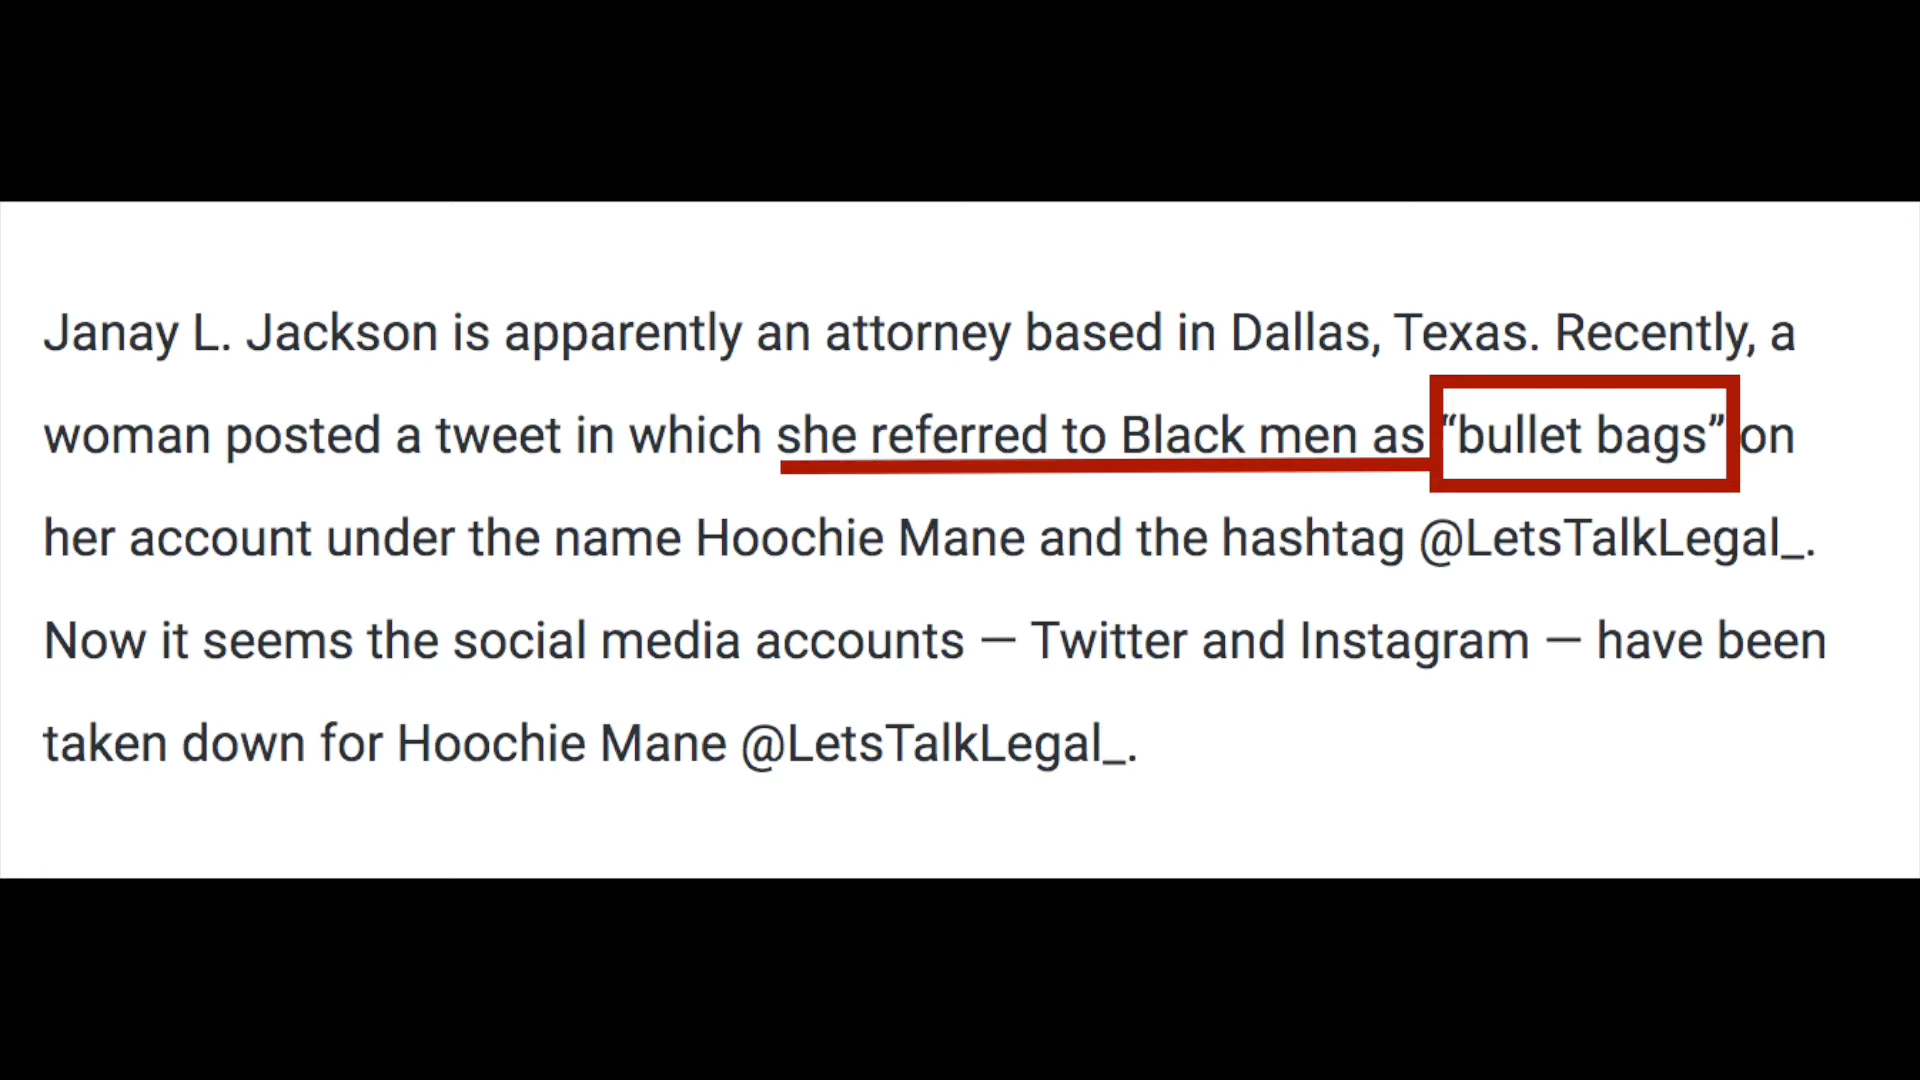 Janay L. Jackson is apparently an attorney based in Dallas, Texas. Recently, a
woman posted a tweet in which she referred to Black men as “bullet bags” on
her account under the name Hoochie Mane and the hashtag @LetsTalkLegal_.
Now it seems the social media accounts — Twitter and Instagram — have been
taken down for Hoochie Mane @LetsTalkLegal_.